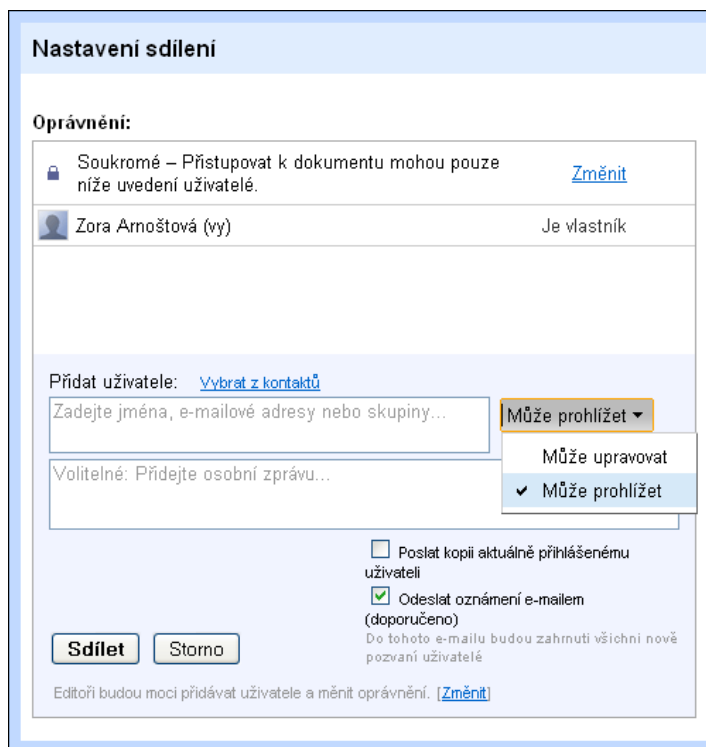 Nastavení sdílení
Oprávnění:
Soukromé – Přistupovat k dokumentu mohou pouze
níže uvedení uživatelé.
Změnit
Zora Arnoštová (vy)
Je vlastník
Přidat uživatele: Vybrat z kontaktů
Zadejte jména, e-mailové adresy nebo skupiny...
Může prohlížet
Může upravovat
Může prohlížet
Volitelné: Přidejte osobní zprávu...
Poslat kopii aktuálně přihlášenému
uživateli
Odeslat oznámení e-mailem
(doporučeno)
Do tohoto e-mailu budou zahrnuti všichni nově
pozvaní uživatelé
Sdílet
Storno
Editoři budou moci přidávat uživatele a měnit oprávnění. [Změnit]